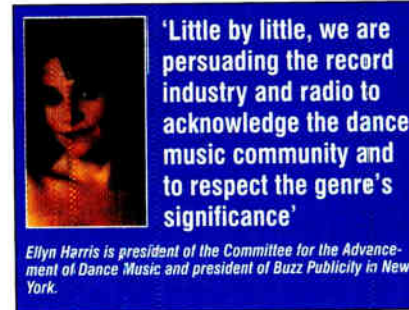 ‘Little by little, we are
persuading the record
industry and radio to
acknowledge the dance
music community and
to respect the genre’s
significance’
Ellyn Harris is president of the Committee for the Advance-
ment of Dance Music and president of Buzz Publicity in New
York.